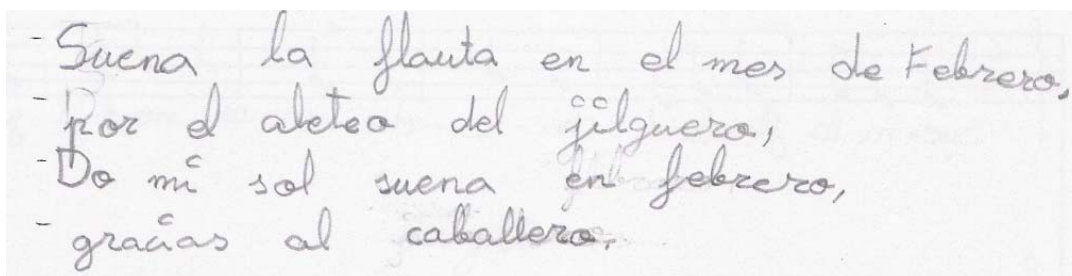 - Suena la flauta en el mes de Febrero,
- por el aleteo del jilguero,
- Do mi sol suena en febrero,
- gracias al caballero.